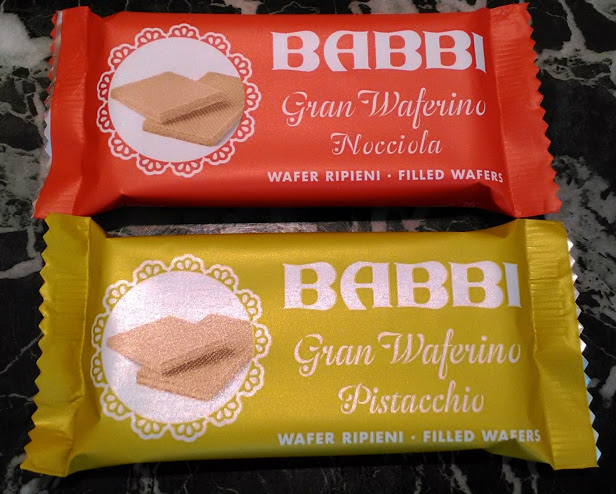 BABBI
Gran Waferino
Nocciola
WAFER RIPIENI · FILLED WAFERS
BABBI
Gran Waferino
Pistacchio
WAFER RIPIENI · FILLED WAFERS